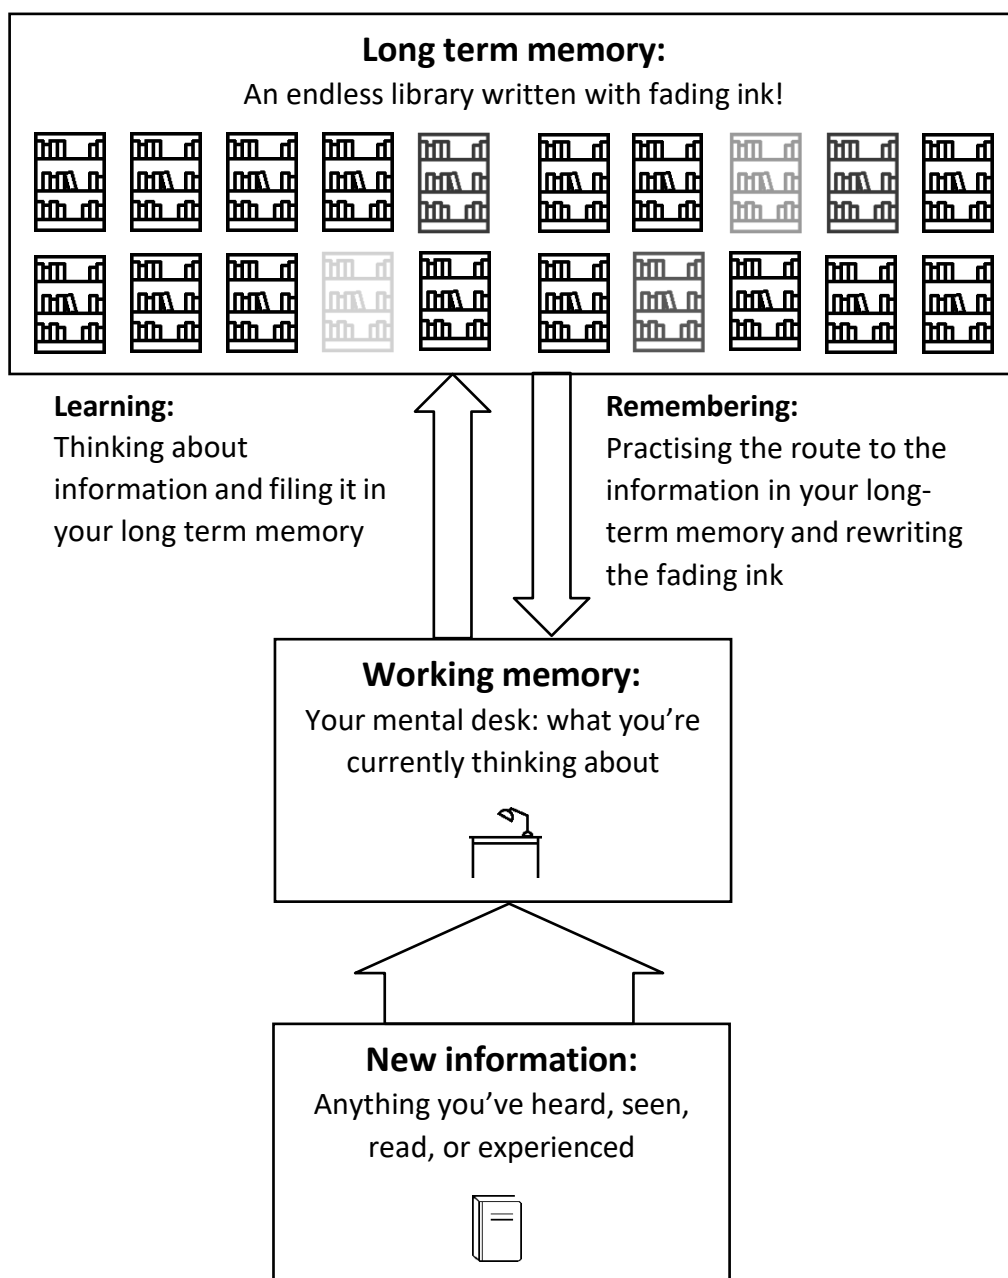 Long term memory:
An endless library written with fading ink!
Learning:
Thinking about
information and filing it in
your long term memory
Remembering:
Practising the route to the
information in your long-
term memory and rewriting
the fading ink
Working memory:
Your mental desk: what you’re
currently thinking about
New information:
Anything you’ve heard, seen,
read, or experienced